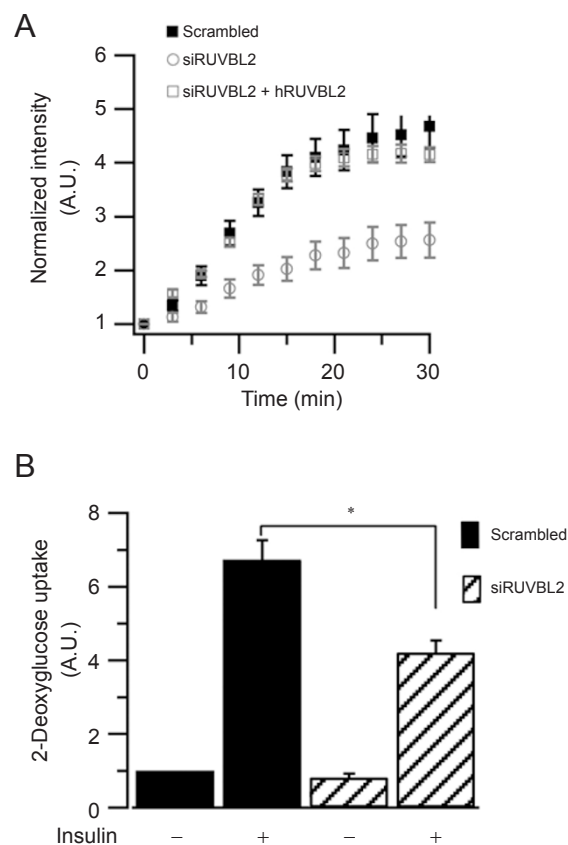 A
Scrambled
siRUVBL2
siRUVBL2 + hRUVBL2
Normalized intensity
(A.U.)
6
5
4
3
2
1
0
10
20
30
Time (min)
B
2-Deoxyglucose uptake
(A.U.)
8
6
4
2
0
*
Scrambled
siRUVBL2
Insulin – + – +